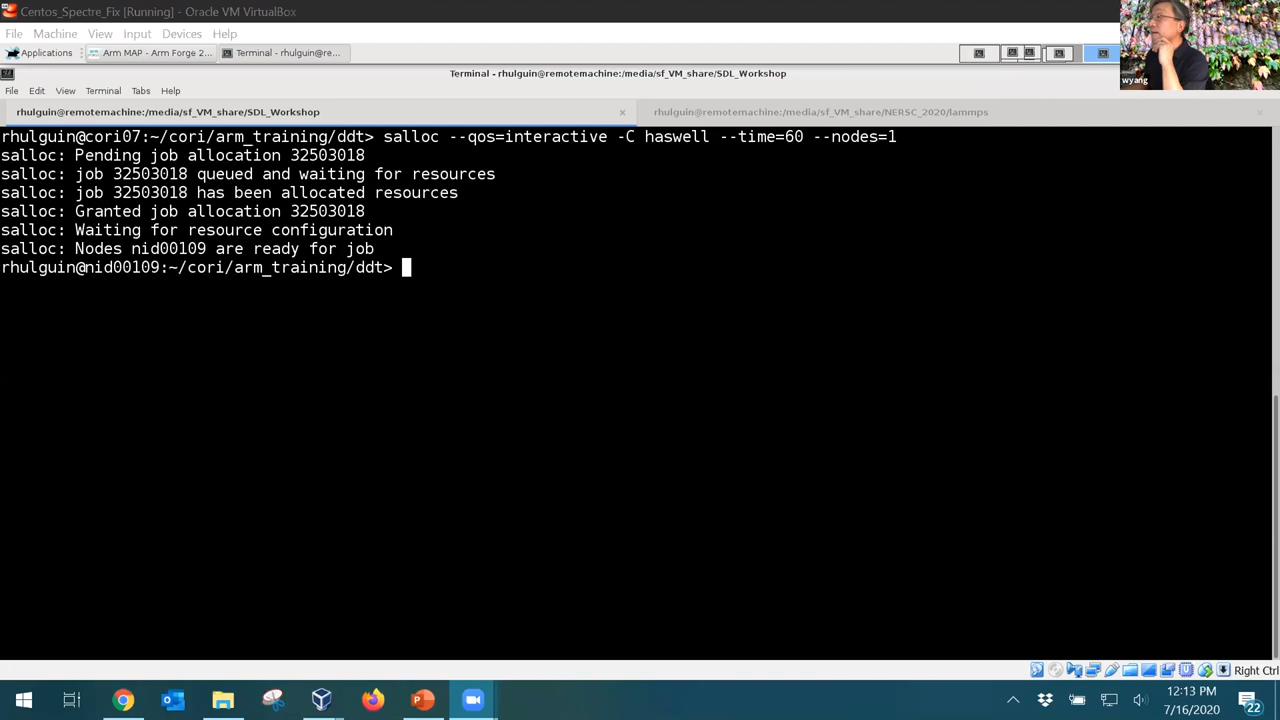 Centos_Spectre_Fix [Running] - Oracle VM VirtualBox
File Machine View Input Devices Help
Applications Arm MAP - Arm Forge 2... Terminal - rhulguin@re...
wyang
Terminal - rhulguin@remotemachine:/media/sf_VM_share/SDL_Workshop
File Edit View Terminal Tabs Help
rhulguin@remotemachine:/media/sf_VM_share/SDL_Workshop × rhulguin@remotemachine:/media/sf_VM_share/NERSC_2020/lammps ×
rhulguin@cori07:~/cori/arm_training/ddt> salloc --qos=interactive -C haswell --time=60 --nodes=1
salloc: Pending job allocation 32503018
salloc: job 32503018 queued and waiting for resources
salloc: job 32503018 has been allocated resources
salloc: Granted job allocation 32503018
salloc: Waiting for resource configuration
salloc: Nodes nid00109 are ready for job
rhulguin@nid00109:~/cori/arm_training/ddt>
Right Ctrl
12:13 PM
7/16/2020
22